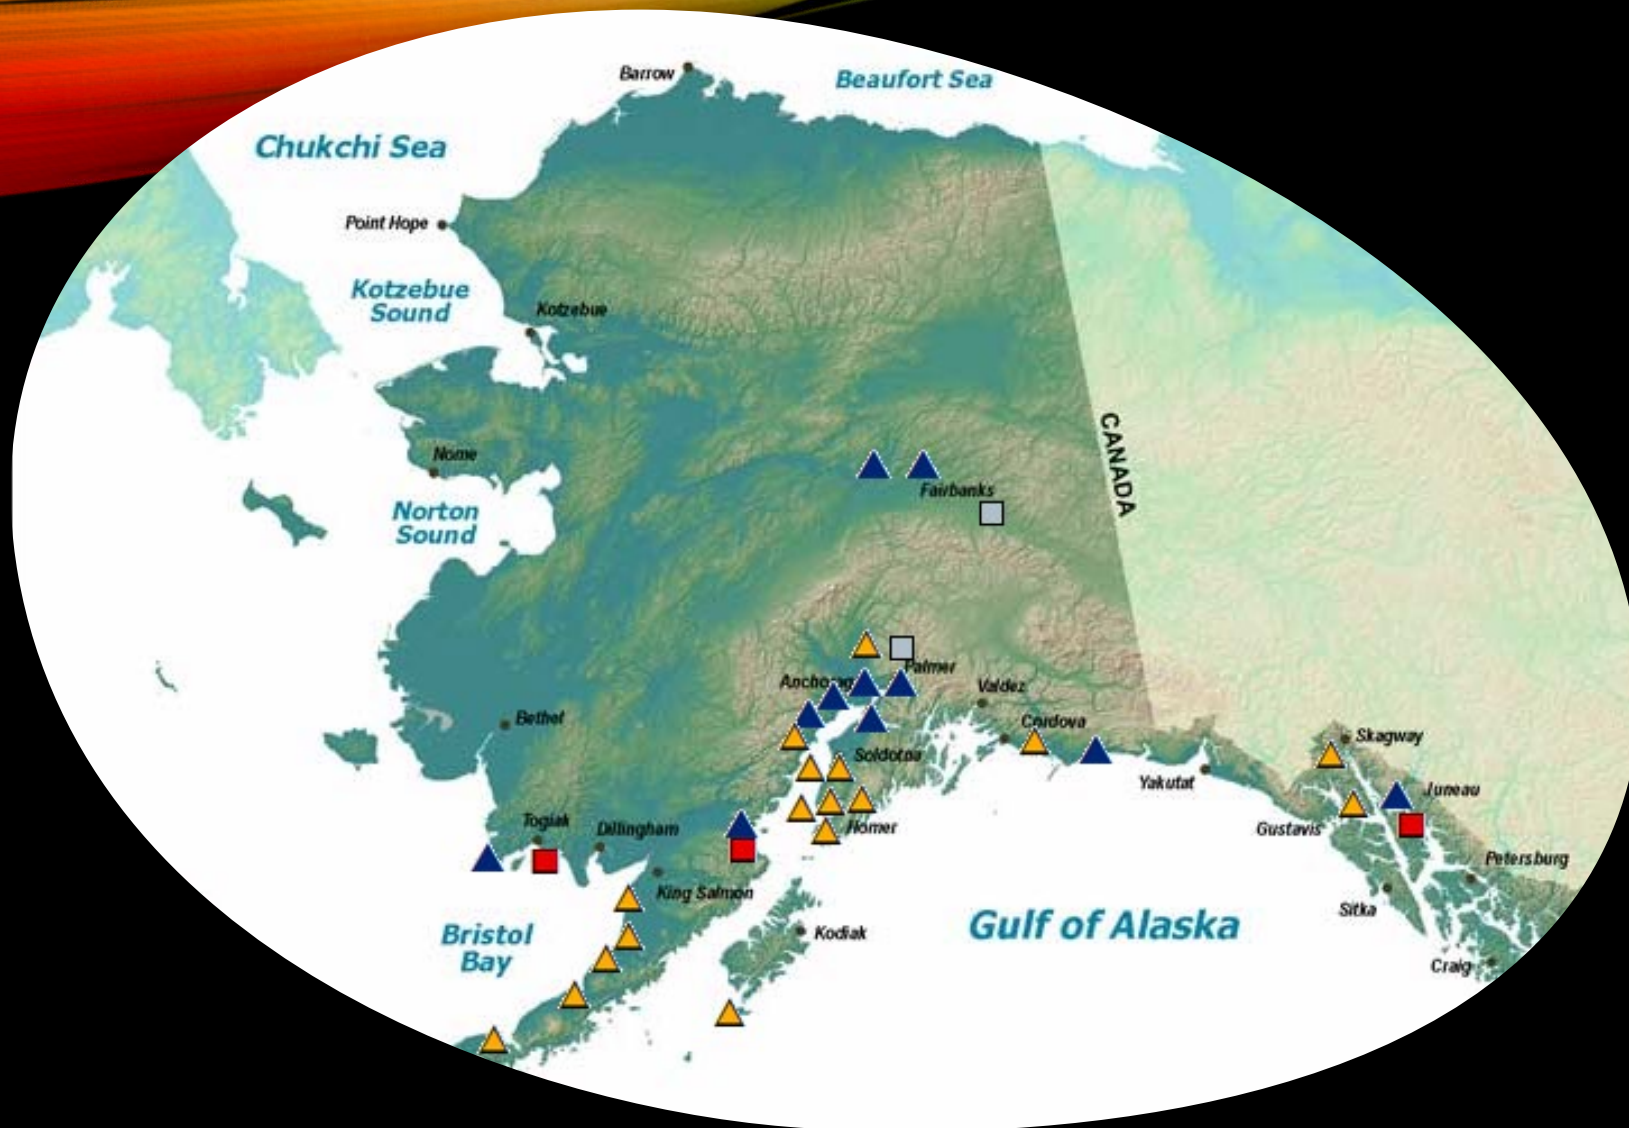 Barrow
Beaufort Sea
Chukchi Sea
Point Hope
Kotzebue
Sound
Kotzebue
CANADA
Nome
Fairbanks
Norton
Sound
Palmer
Anchorag
Valdez
Bethel
Cordova
Skagway
Soldotna
Yakutat
Juneau
Togiak
Dillingham
Homer
Gustavis
Petersburg
King Salmon
Sitka
Bristol
Bay
Kodiak
Gulf of Alaska
Craig